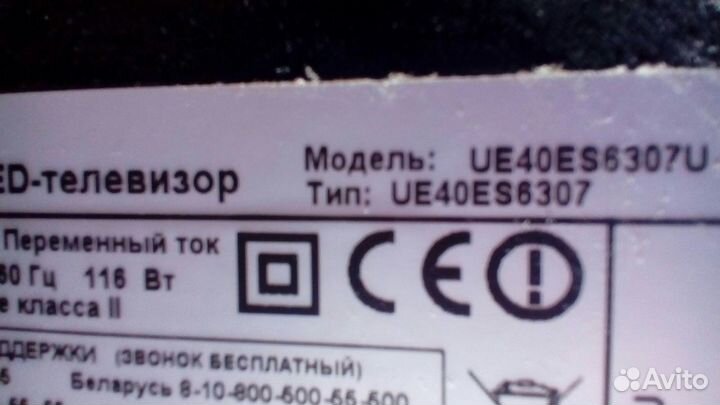 ED-телевизор
Модель: UE40ES6307U
Тип: UE40ES6307
Переменный ток
60 Гц 116 Вт
е класса II
CE
ДДЕРЖКИ (ЗВОНОК БЕСПЛАТНЫЙ)
Беларусь 8-10-800-500-55-500
Avito